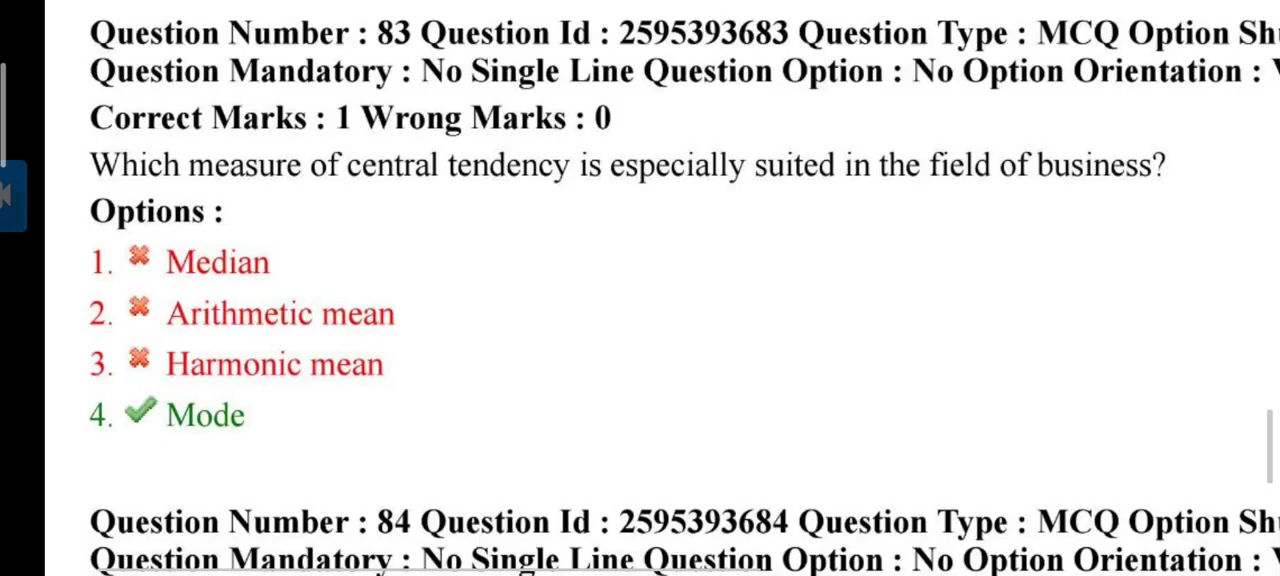 Question Number : 83 Question Id : 2595393683 Question Type : MCQ Option
Question Mandatory : No Single Line Question Option : No Option Orientation :
Correct Marks : 1 Wrong Marks : 0
Which measure of central tendency is especially suited in the field of business?
Options :
1. Median
2. Arithmetic mean
3. Harmonic mean
4. Mode
Question Number : 84 Question Id : 2595393684 Question Type : MCQ Option
Question Mandatory : No Single Line Question Option : No Option Orientation :